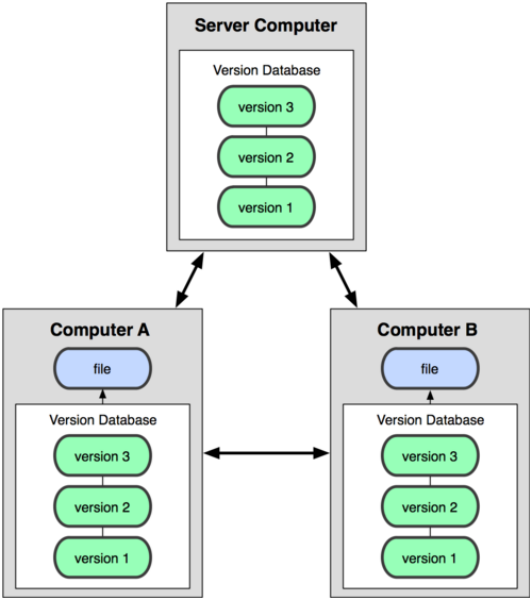 Server Computer
Version Database
version 3
version 2
version 1
Computer A
file
Version Database
version 3
version 2
version 1
Computer B
file
Version Database
version 3
version 2
version 1